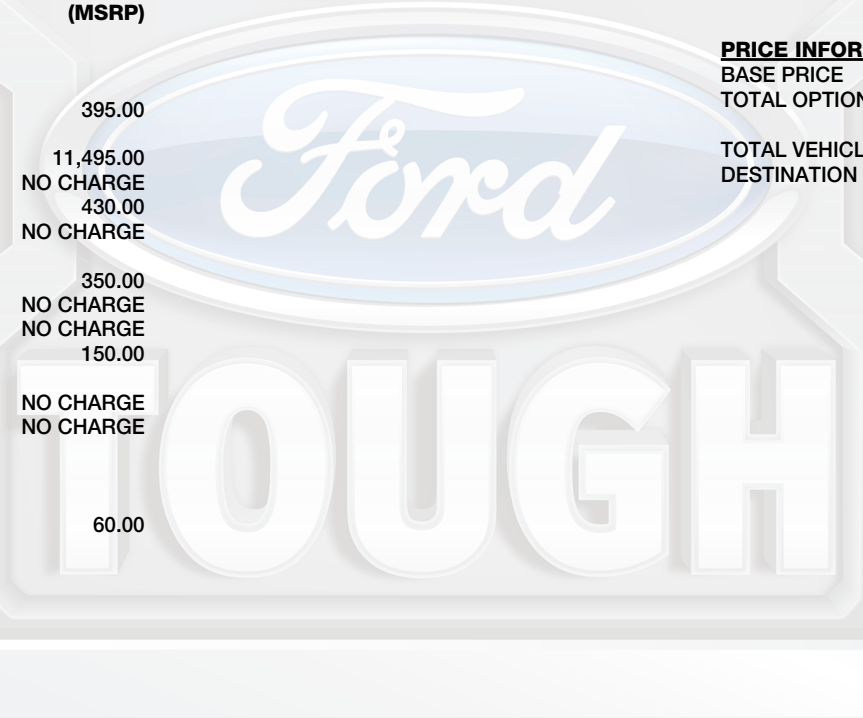 (MSRP)
395.00
11,495.00
NO CHARGE
430.00
NO CHARGE
350.00
NO CHARGE
NO CHARGE
150.00
NO CHARGE
NO CHARGE
60.00
PRICE INFOR
BASE PRICE
TOTAL OPTION
TOTAL VEHICL
DESTINATION
Ford
TOUGH